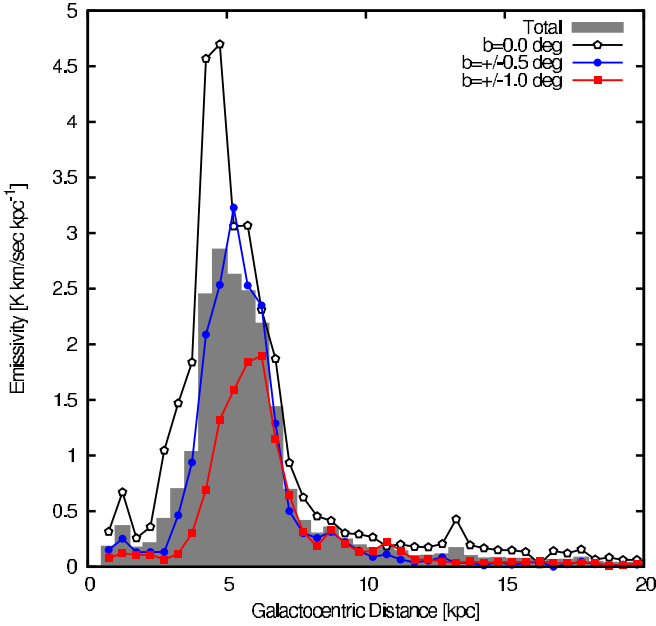 Total
b=0.0 deg
b=+/-0.5 deg
b=+/-1.0 deg
5
4.5
4
3.5
3
2.5
2
1.5
1
0.5
0
Emissivity [K km/sec kpc⁻¹]
0 5 10 15 20
Galactocentric Distance [kpc]